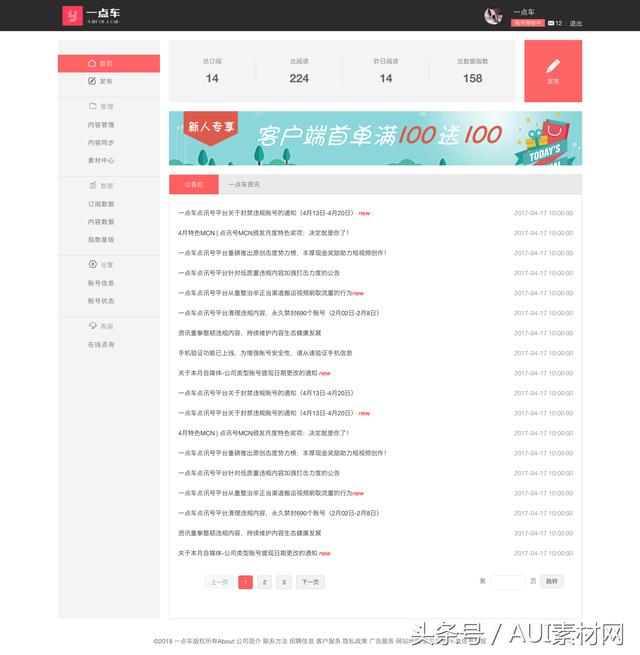 一点车
一点车
A BIT OF A CAR
账号审核中 12 | 退出
首页
发布
管理
内容管理
内容同步
素材中心
数据
订阅数据
内容数据
指数星级
设置
账号信息
账号状态
客服
在线咨询
总订阅 总阅读 昨日阅读 总数据指数
14 224 14 158
发布
新人专享 客户端首单满100送100
TODAY'S
公告栏 一点车资讯
一点车点讯号平台关于封禁违规账号的通知（4月13日-4月20日） new 2017-04-17 10:00:00
4月特色MCN | 点讯号MCN颁发月度特色奖项：决定就是你了！ 2017-04-17 10:00:00
一点车点讯号平台重磅推出原创态度势力榜，丰厚现金奖励助力短视频创作！ 2017-04-17 10:00:00
一点车点讯号平台针对低质量违规内容加强打击力度的公告 2017-04-17 10:00:00
一点车点讯号平台从重整治非正当渠道搬运视频刷取流量的行为new 2017-04-17 10:00:00
一点车点讯号平台清理违规内容，永久禁封690个账号（2月02日-2月8日） 2017-04-17 10:00:00
资讯重拳整顿违规内容，持续维护内容生态健康发展 2017-04-17 10:00:00
手机验证功能已上线，为增强帐号安全性，请从速验证手机信息 2017-04-17 10:00:00
关于本月自媒体-公司类型账号提现日期更改的通知 new 2017-04-17 10:00:00
一点车点讯号平台关于封禁违规账号的通知（4月13日-4月20日） 2017-04-17 10:00:00
一点车点讯号平台关于封禁违规账号的通知（4月13日-4月20日） new 2017-04-17 10:00:00
4月特色MCN | 点讯号MCN颁发月度特色奖项：决定就是你了！ 2017-04-17 10:00:00
一点车点讯号平台重磅推出原创态度势力榜，丰厚现金奖励助力短视频创作！ 2017-04-17 10:00:00
一点车点讯号平台针对低质量违规内容加强打击力度的公告 2017-04-17 10:00:00
一点车点讯号平台从重整治非正当渠道搬运视频刷取流量的行为new 2017-04-17 10:00:00
一点车点讯号平台清理违规内容，永久禁封690个账号（2月02日-2月8日） 2017-04-17 10:00:00
资讯重拳整顿违规内容，持续维护内容生态健康发展 2017-04-17 10:00:00
关于本月自媒体-公司类型账号提现日期更改的通知 new 2017-04-17 10:00:00
上一页 1 2 3 下一页 第 页 跳转
©2018 一点车版权所有About 公司简介 联系方法 招聘信息 客户服务 隐私政策 广告服务 网站地图
头条号 / AUI素材网